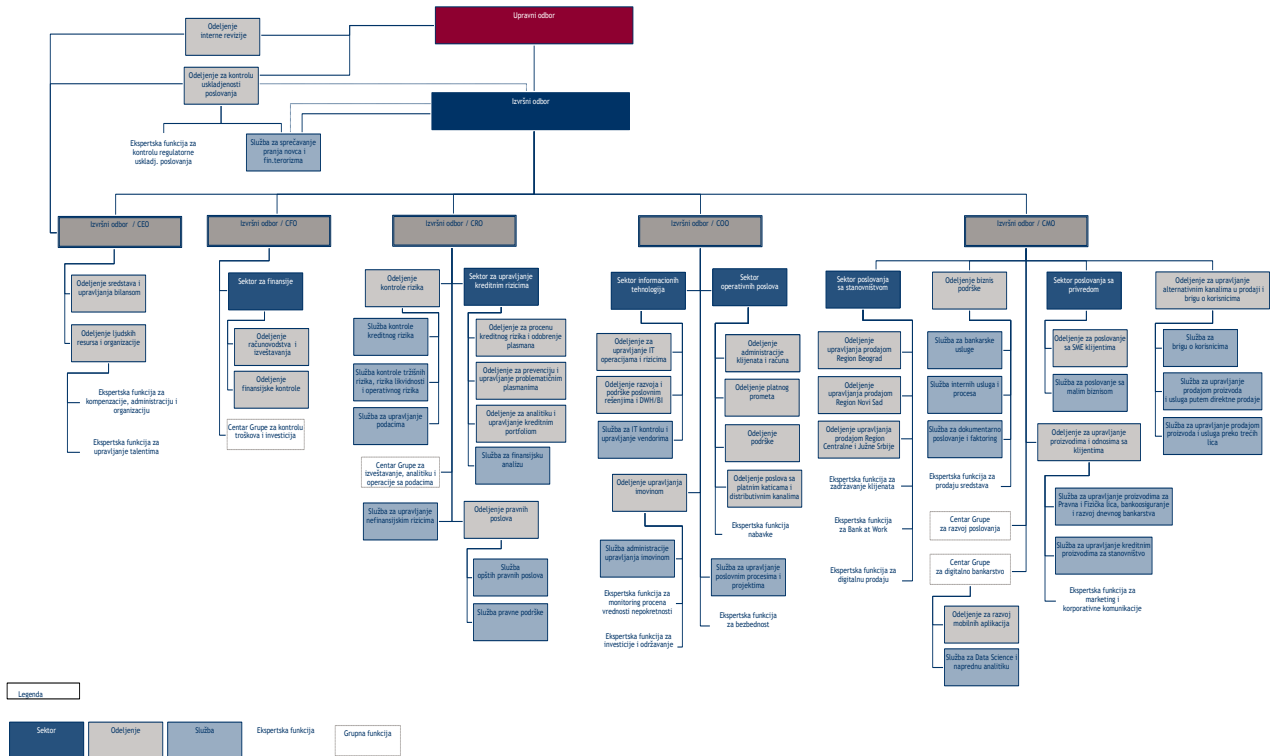 Upravni odbor
Odeljenje
interne revizije
Odeljenje za kontrolu
uskladjenosti
poslovanja
Izvršni odbor
Ekspertska funkcija za
kontrolu regulatorne
uskladj. poslovanja
Služba za sprečavanje
pranja novca i
fin.terorizma
Izvršni odbor / CEO
Odeljenje sredstava i
upravljanja bilansom
Odeljenje ljudskih
resursa i organizacije
Ekspertska funkcija za
kompenzacije, administraciju i
organizaciju
Ekspertska funkcija za
upravljanje talentima
Izvršni odbor / CFO
Sektor za finansije
Odeljenje
računovodstva i
izveštavanja
Odeljenje
finansijske kontrole
Centar Grupe za kontrolu
troškova i investicija
Izvršni odbor / CRO
Odeljenje
kontrole rizika
Služba kontrole
kreditnog rizika
Služba kontrole tržišnih
rizika, rizika likvidnosti
i operativnog rizika
Služba za upravljanje
podacima
Centar Grupe za
izveštavanje, analitiku i
operacije sa podacima
Služba za upravljanje
nefinansijskim rizicima
Sektor za upravljanje
kreditnim rizicima
Odeljenje za procenu
kreditnog rizika i odobrenje
plasmana
Odeljenje za prevenciju i
upravljanje problematičnim
plasmanima
Odeljenje za analitiku i
upravljanje kreditnim
portfoliom
Služba za finansijsku
analizu
Odeljenje pravnih
poslova
Služba
opštih pravnih poslova
Služba pravne podrške
Izvršni odbor / COO
Sektor informacionih
tehnologija
Odeljenje za
upravljanje IT
operacijama i rizicima
Odeljenje razvoja i
podrške poslovnim
rešenjima i DWH/BI
Služba za IT kontrolu i
upravljanje vendorima
Odeljenje upravljanja
imovinom
Služba administracije
upravljanja imovinom
Ekspertska funkcija za
monitoring procena
vrednosti nepokretnosti
Ekspertska funkcija za
investicije i održavanje
Sektor
operativnih poslova
Odeljenje
administracije
klijenata i računa
Odeljenje platnog
prometa
Odeljenje
podrške
Odeljenje poslova sa
platnim katicama i
distributivnim kanalima
Ekspertska funkcija
nabavke
Služba za upravljanje
poslovnim procesima i
projektima
Ekspertska funkcija
za bezbednost
Izvršni odbor / CMO
Sektor poslovanja
sa stanovništvom
Odeljenje
upravljanja prodajom
Region Beograd
Odeljenje
upravljanja prodajom
Region Novi Sad
Odeljenje upravljanja
prodajom Region
Centralne i Južne Srbije
Ekspertska funkcija za
zadržavanje klijenata
Ekspertska funkcija
za Bank at Work
Ekspertska funkcija za
digitalnu prodaju
Odeljenje biznis
podrške
Služba za bankarske
usluge
Služba internih usluga i
procesa
Služba za dokumentarno
poslovanje i faktoring
Ekspertska funkcija za
prodaju sredstava
Centar Grupe
za razvoj poslovanja
Centar Grupe
za digitalno bankarstvo
Odeljenje za razvoj
mobilnih aplikacija
Služba za Data Science i
naprednu analitiku
Sektor poslovanja sa
privredom
Odeljenje za poslovanje
sa SME klijentima
Služba za poslovanje sa
malim biznisom
Odeljenje za upravljanje
proizvodima i odnosima sa
klijentima
Služba za upravljanje proizvodima za
Pravna i Fizička lica, bankoosiguranje
i razvoj dnevnog bankarstva
Služba za upravljanje kreditnim
proizvodima za stanovništvo
Ekspertska funkcija za
marketing i
korporativne komunikacije
Odeljenje za upravljanje
alternativnim kanalima u prodaji i
brigu o korisnicima
Služba za
brigu o korisnicima
Služba za upravljanje
prodajom proizvoda
i usluga putem direktne prodaje
Služba za upravljanje prodajom
proizvoda i usluga preko trećih
lica
Legenda
Sektor
Odeljenje
Služba
Ekspertska funkcija
Grupna funkcija